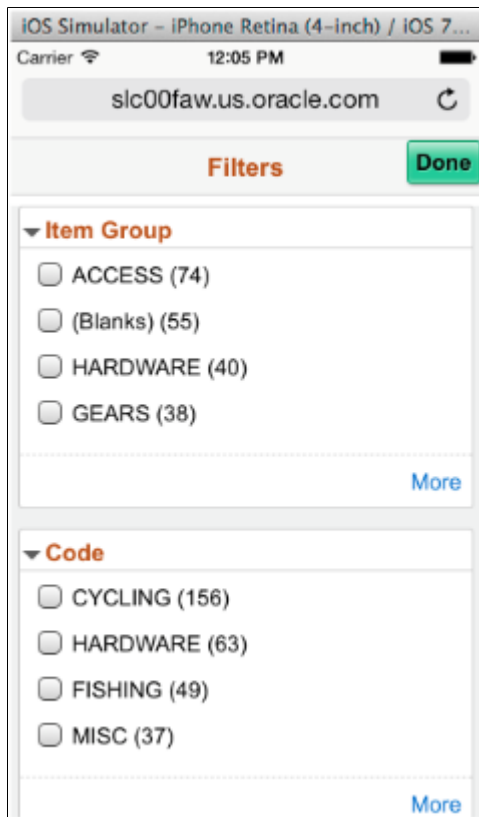 iOS Simulator – iPhone Retina (4-inch) / iOS 7...
Carrier 12:05 PM
slc00faw.us.oracle.com
Filters Done
Item Group
ACCESS (74)
(Blanks) (55)
HARDWARE (40)
GEARS (38)
More
Code
CYCLING (156)
HARDWARE (63)
FISHING (49)
MISC (37)
More